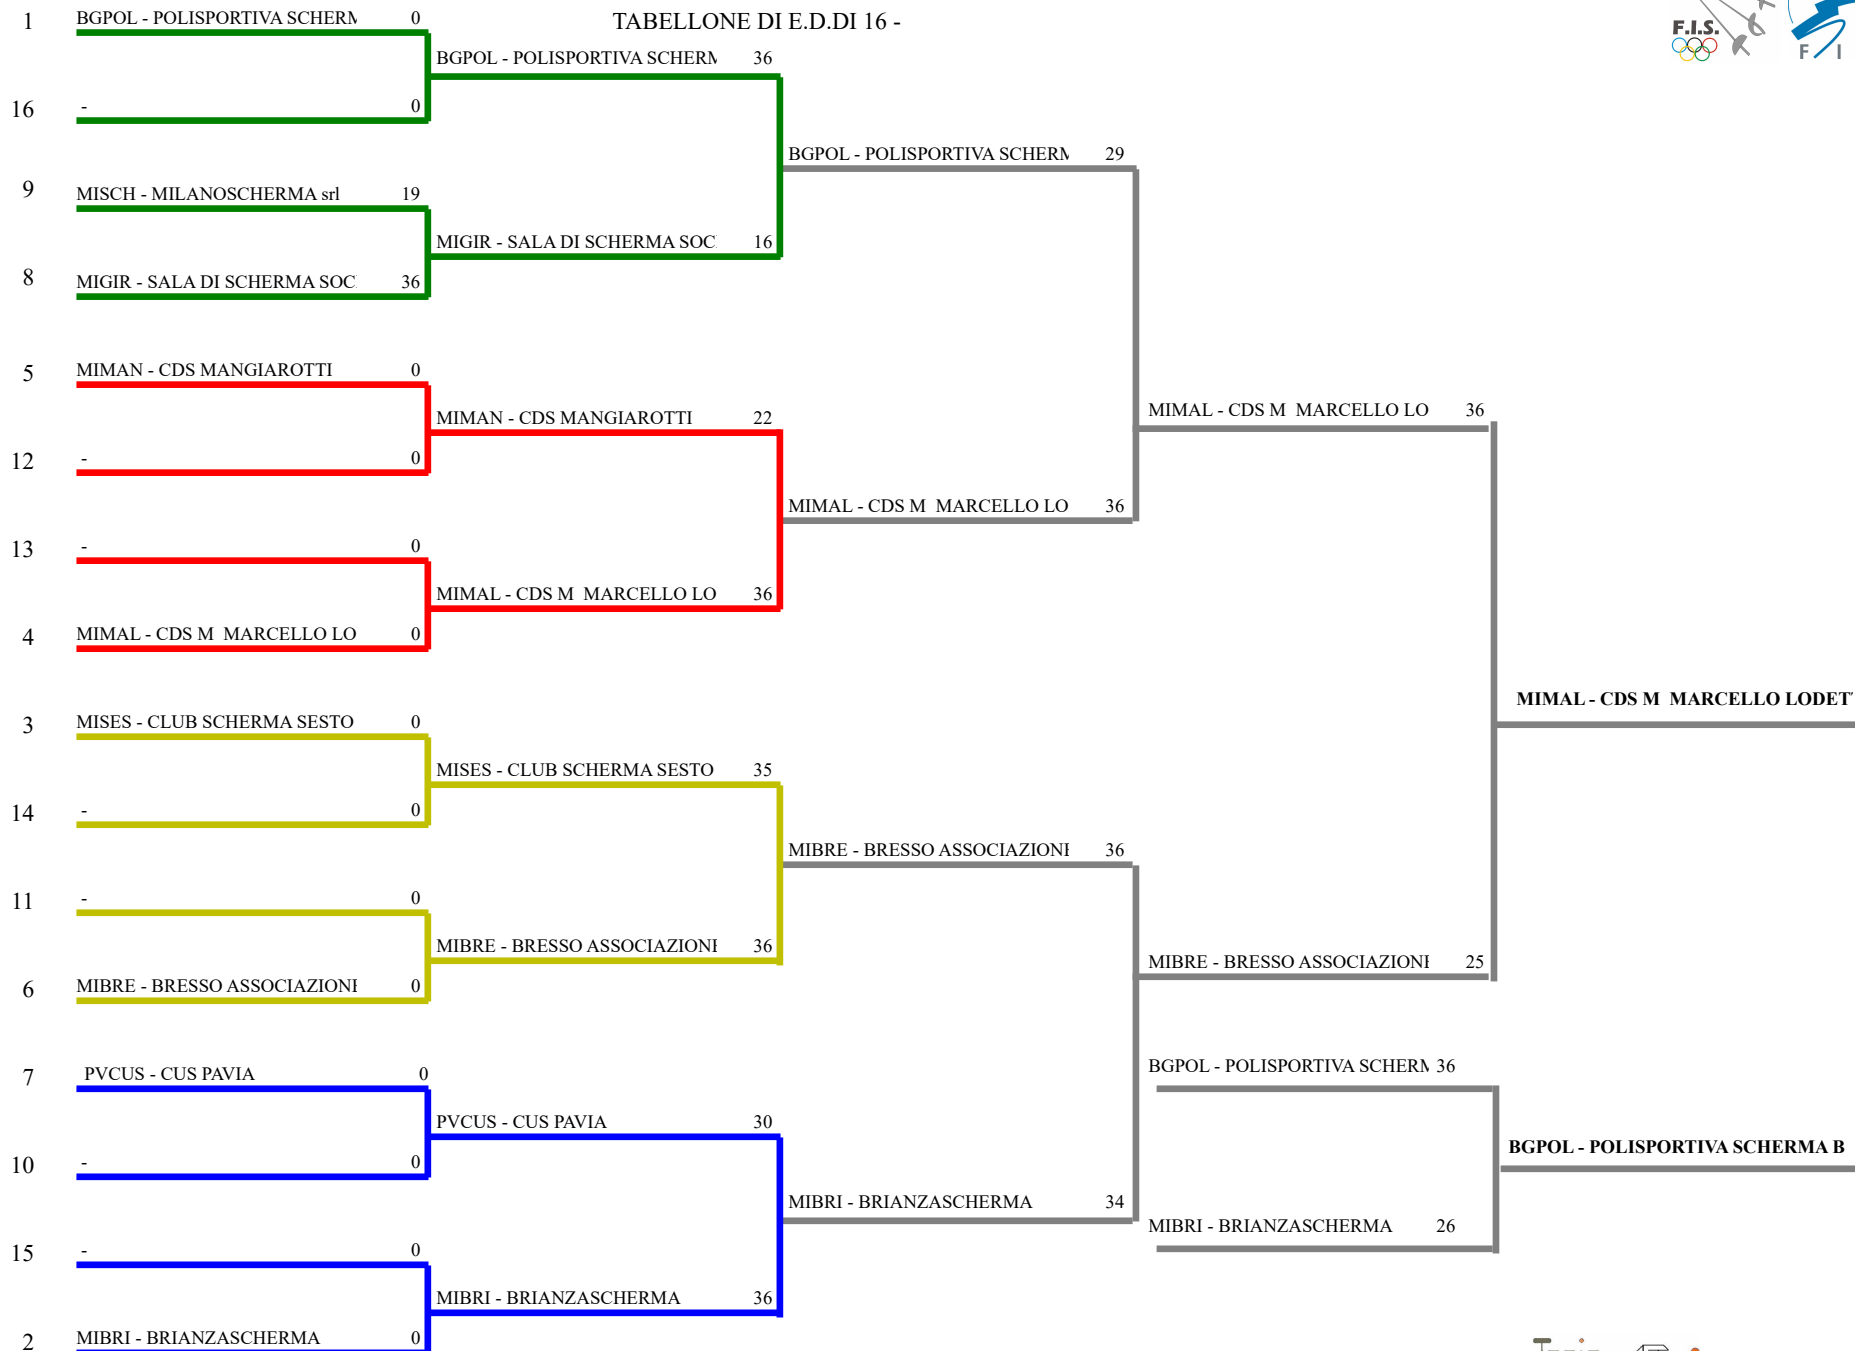 TABELLONE DI E.D.DI 16 -
F.I.S.
F I
1 BGPOL - POLISPORTIVA SCHERM 0
BGPOL - POLISPORTIVA SCHERM 36
16 - 0
BGPOL - POLISPORTIVA SCHERM 29
9 MISCH - MILANOSCHERMA srl 19
MIGIR - SALA DI SCHERMA SOC 16
8 MIGIR - SALA DI SCHERMA SOC 36
5 MIMAN - CDS MANGIAROTTI 0
MIMAL - CDS M MARCELLO LO 36
MIMAN - CDS MANGIAROTTI 22
12 - 0
MIMAL - CDS M MARCELLO LO 36
13 - 0
MIMAL - CDS M MARCELLO LO 36
4 MIMAL - CDS M MARCELLO LO 0
MIMAL - CDS M MARCELLO LODET
3 MISES - CLUB SCHERMA SESTO 0
MISES - CLUB SCHERMA SESTO 35
14 - 0
MIBRE - BRESSO ASSOCIAZIONE 36
11 - 0
MIBRE - BRESSO ASSOCIAZIONE 36
MIBRE - BRESSO ASSOCIAZIONE 25
6 MIBRE - BRESSO ASSOCIAZIONE 0
BGPOL - POLISPORTIVA SCHERM 36
7 PVCUS - CUS PAVIA 0
PVCUS - CUS PAVIA 30
BGPOL - POLISPORTIVA SCHERMA B
10 - 0
MIBRI - BRIANZASCHERMA 34
MIBRI - BRIANZASCHERMA 26
15 - 0
MIBRI - BRIANZASCHERMA 36
2 MIBRI - BRIANZASCHERMA 0